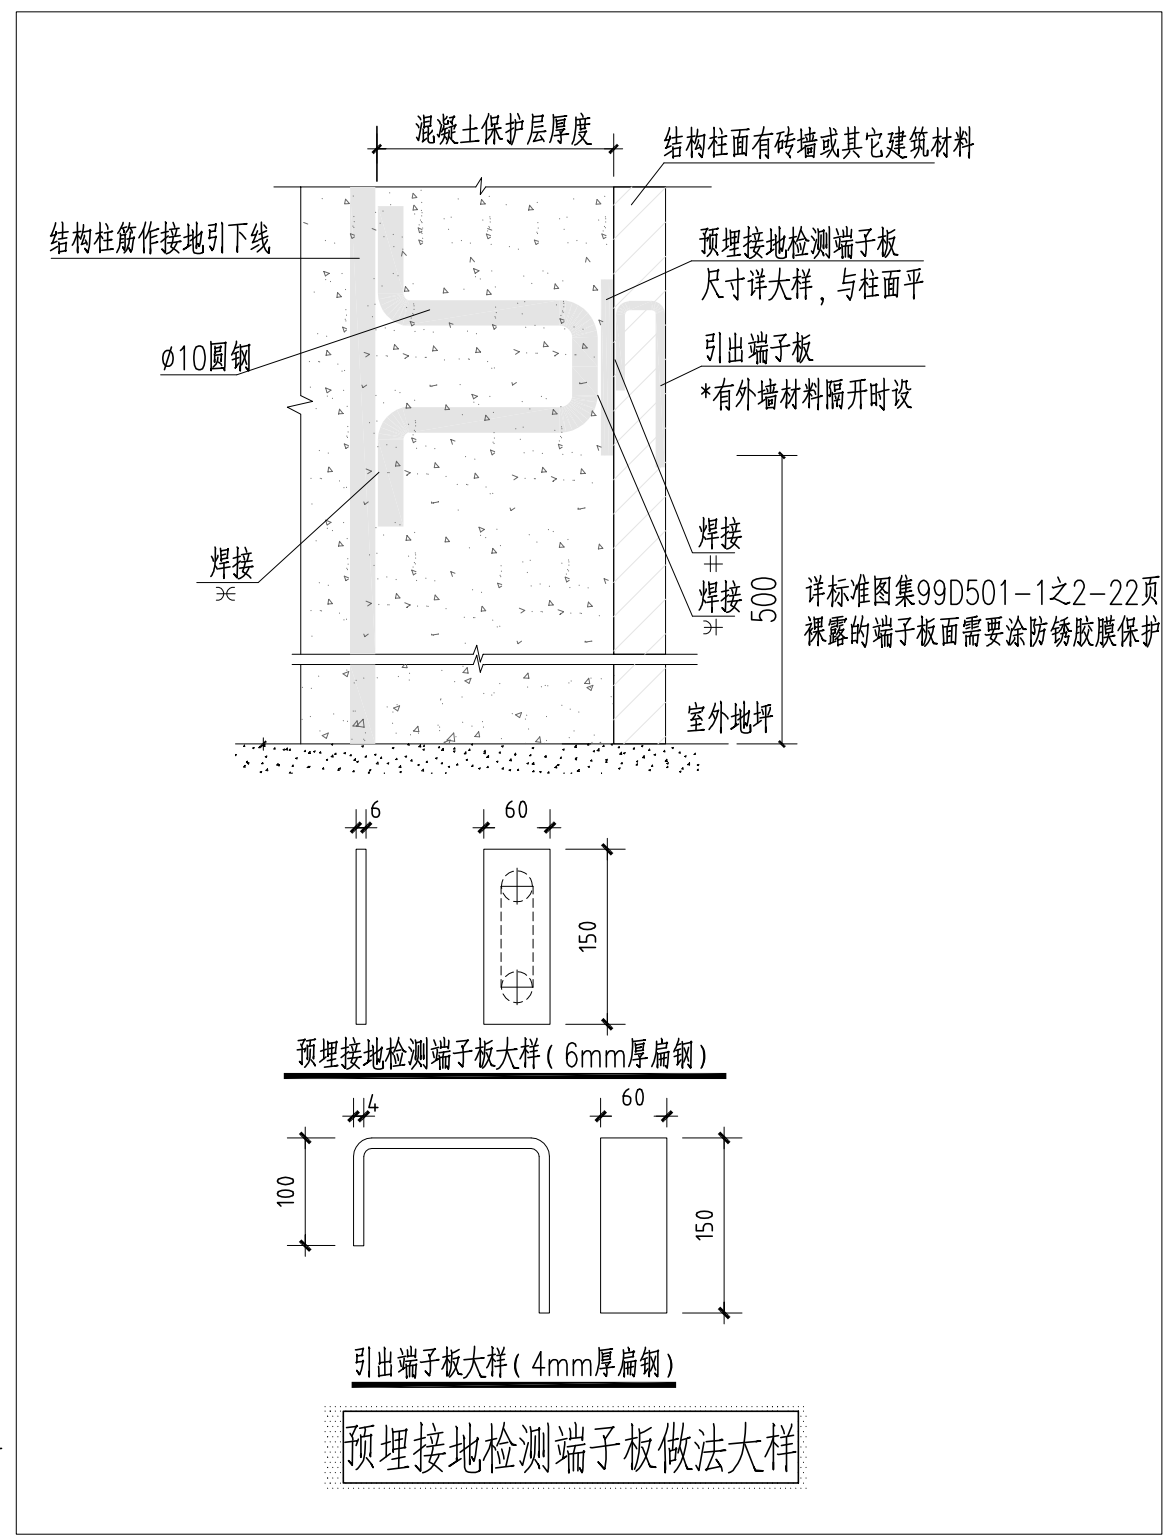 混凝土保护层厚度
结构柱面有砖墙或其它建筑材料
结构柱筋作接地引下线
预埋接地检测端子板
尺寸详大样，与柱面平
引出端子板
*有外墙材料隔开时设
ø10圆钢
焊接
焊接
焊接
500
详标准图集99D501-1之2-22页
裸露的端子板面需要涂防锈胶膜保护
室外地坪
6
60
150
预埋接地检测端子板大样(6mm厚扁钢)
4
60
100
150
引出端子板大样(4mm厚扁钢)
预埋接地检测端子板做法大样